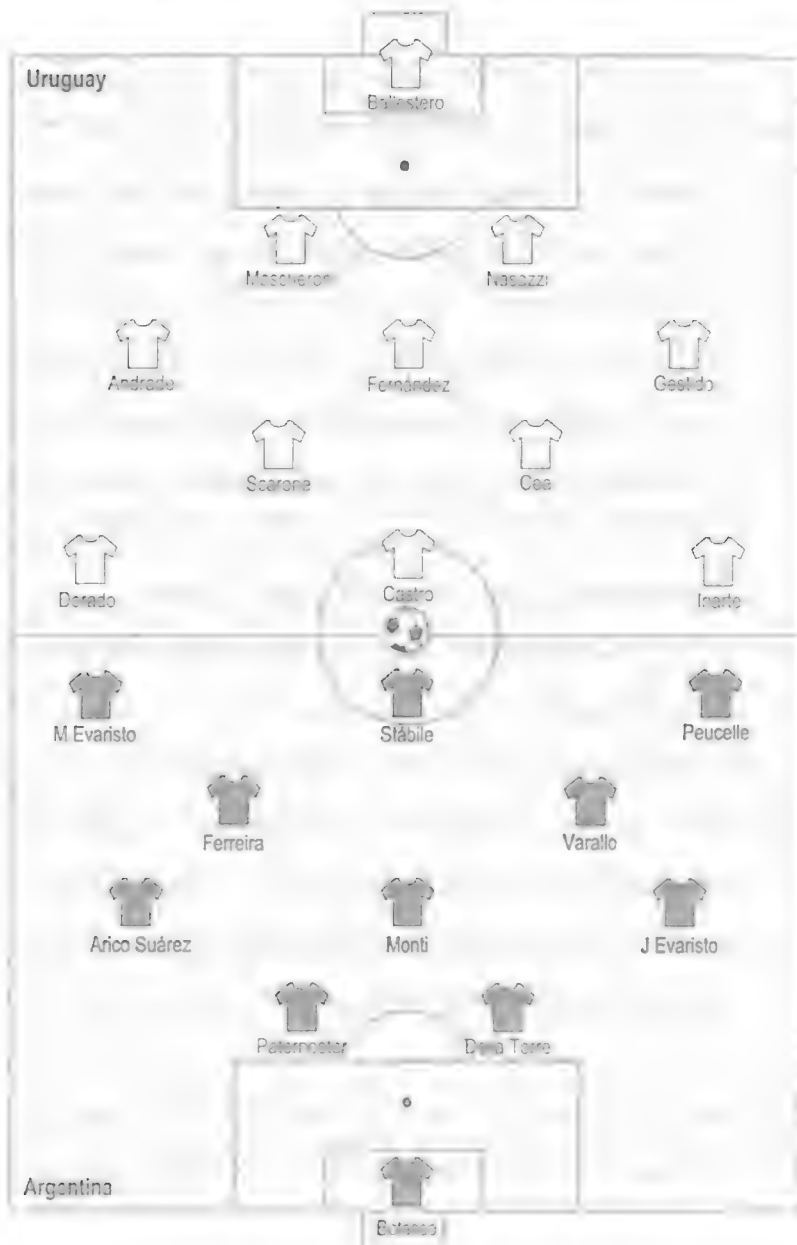 Uruguay
Ballestero
Mascheroni
Nasazzi
Andrade
Fernández
Gestido
Scarone
Cea
Dorado
Castro
Iriarte
M Evaristo
Stábile
Peucelle
Ferreira
Varallo
Arico Suárez
Monti
J Evaristo
Paternoster
Della Torre
Argentina
Botasso